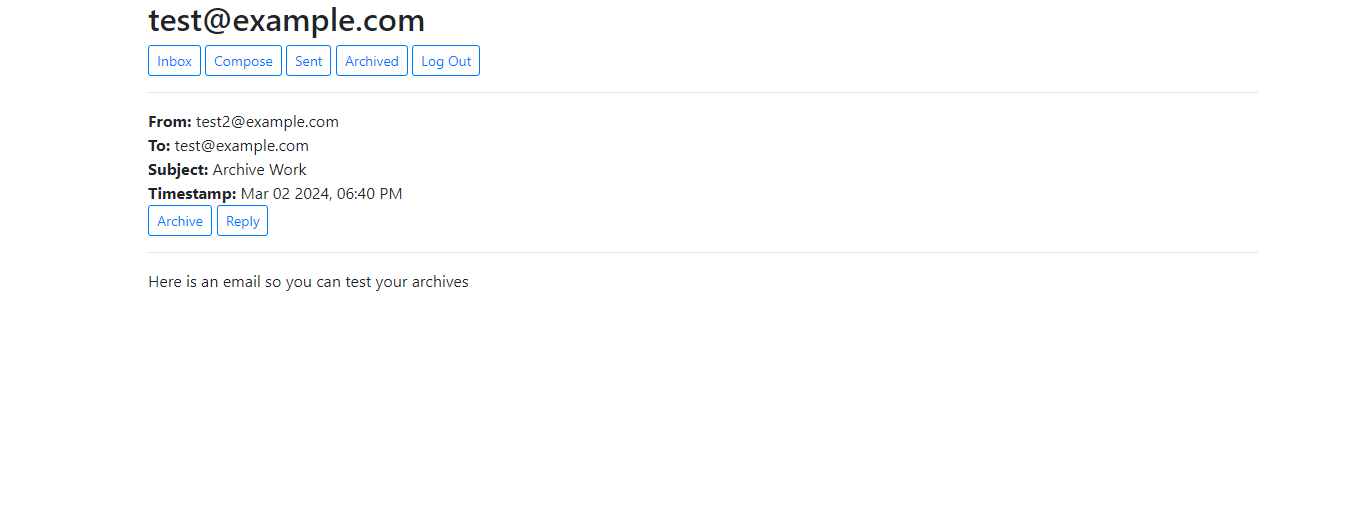 test@example.com
Inbox Compose Sent Archived Log Out
From: test2@example.com
To: test@example.com
Subject: Archive Work
Timestamp: Mar 02 2024, 06:40 PM
Archive Reply
Here is an email so you can test your archives